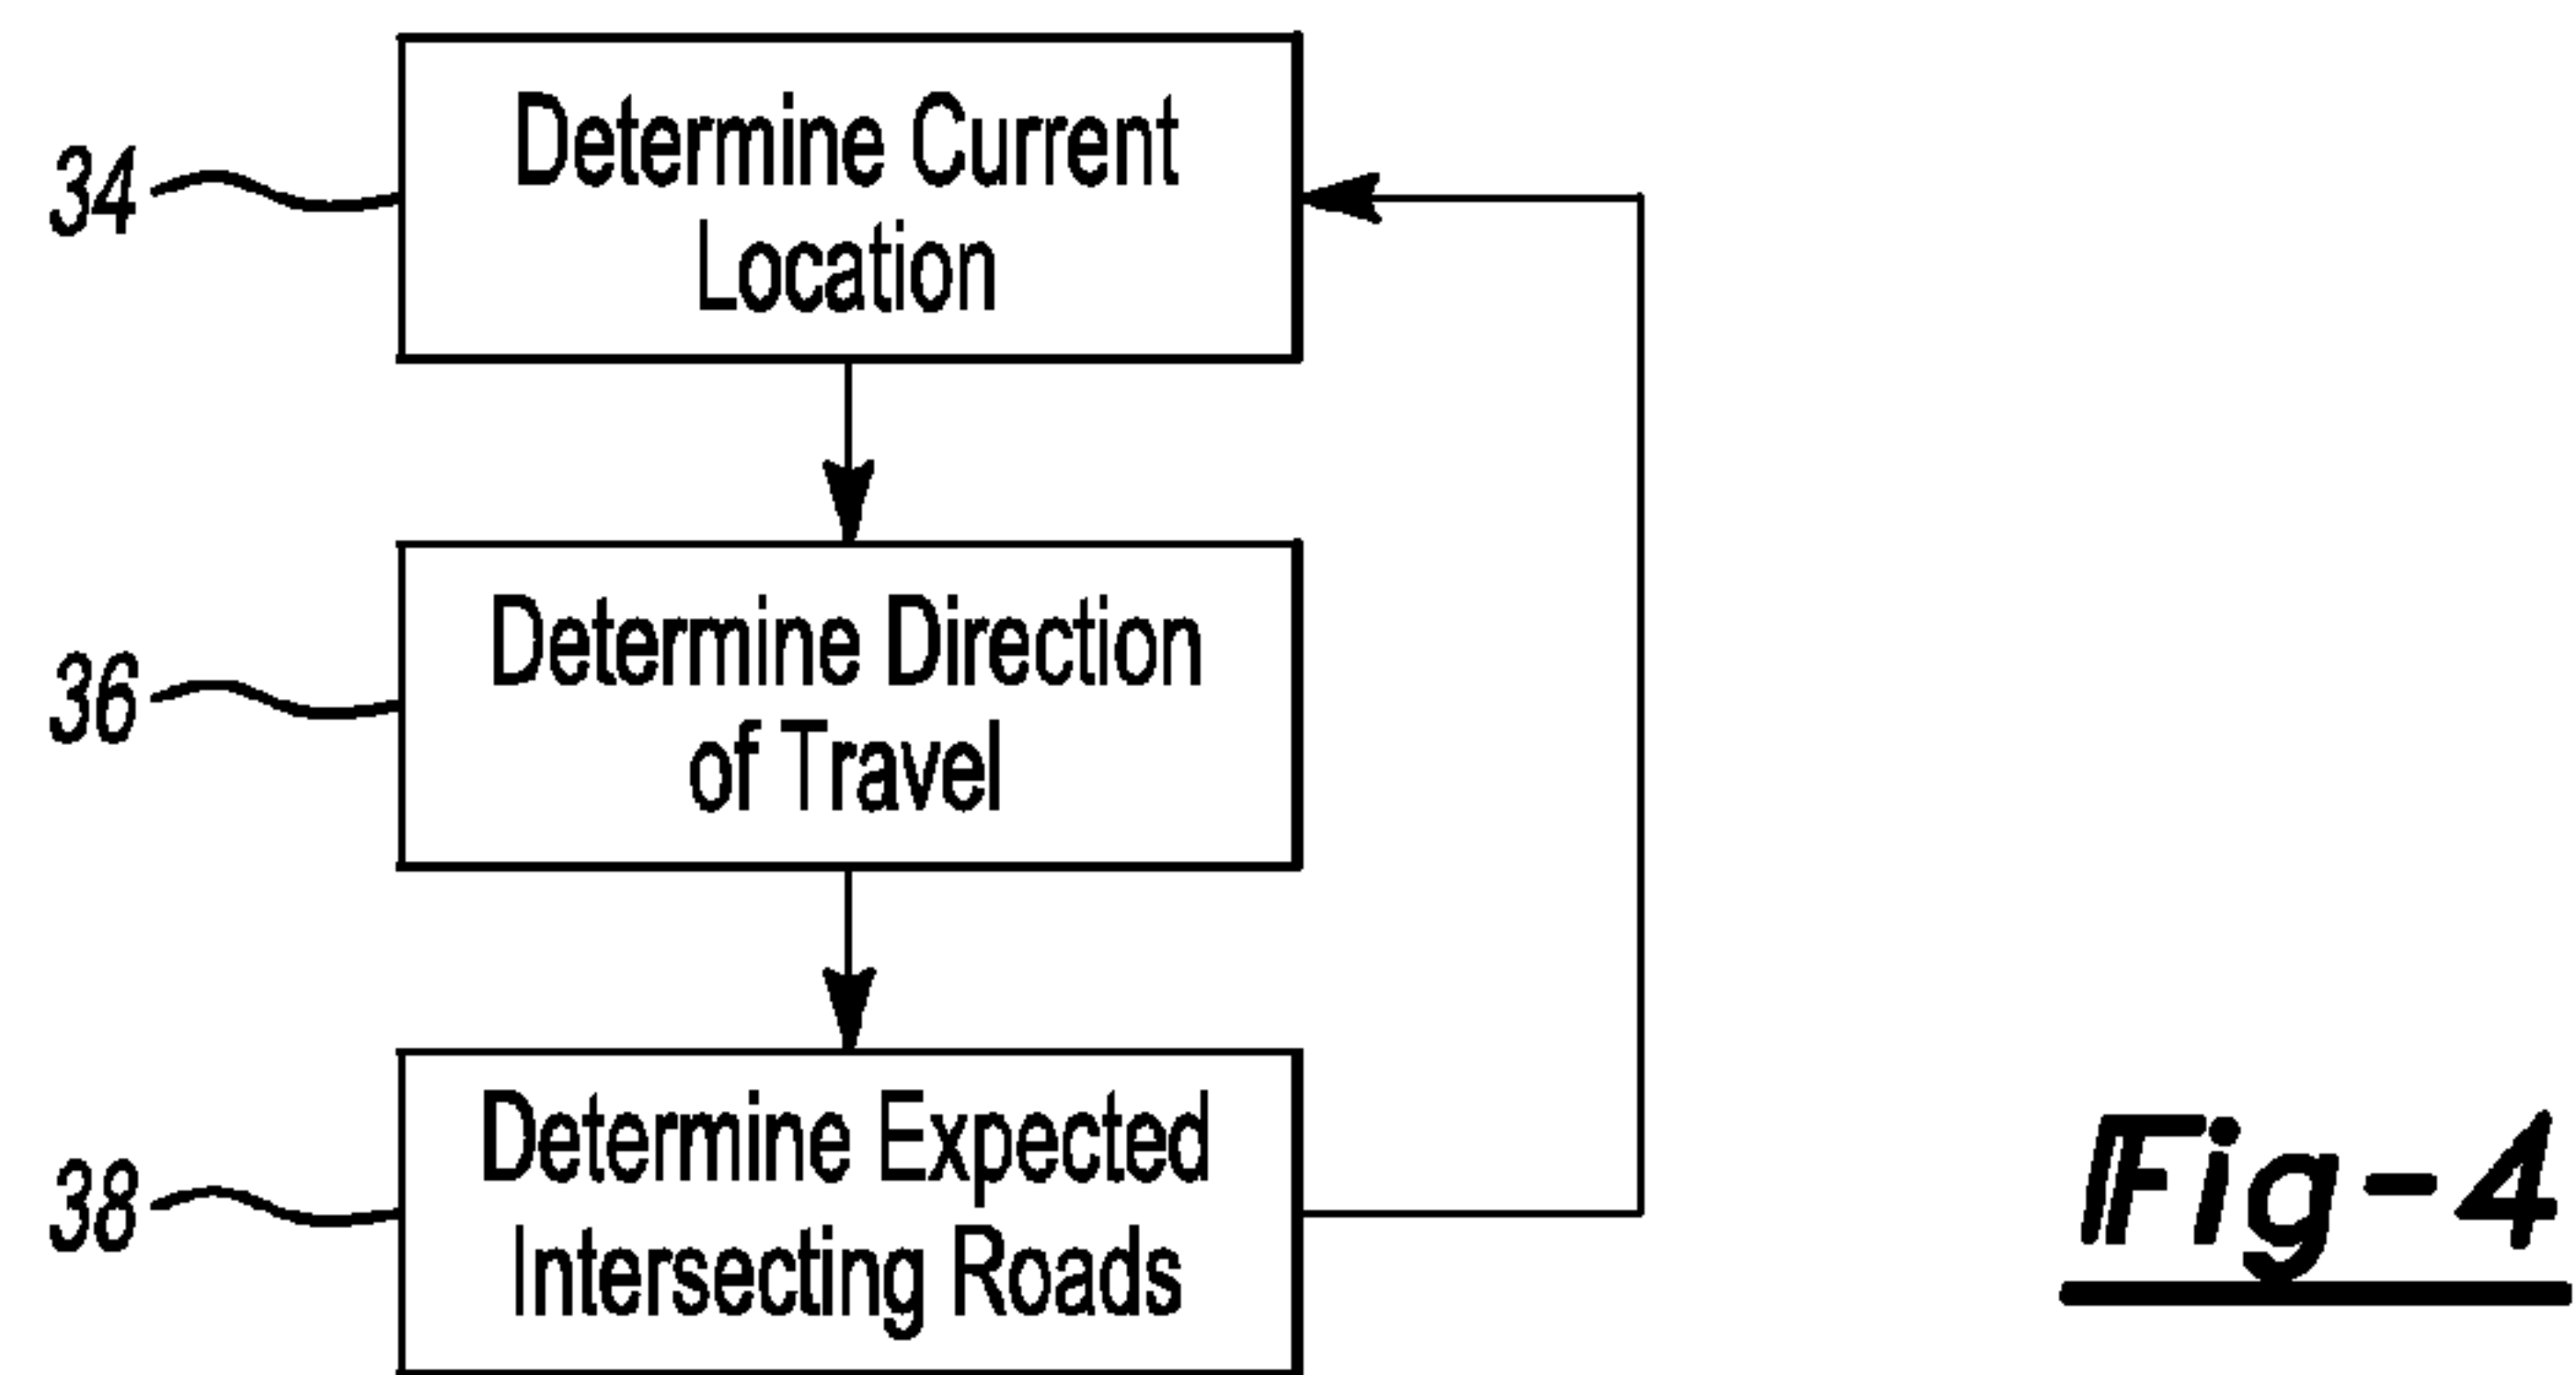 34
Determine Current
Location
36
Determine Direction
of Travel
38
Determine Expected
Intersecting Roads
Fig-4